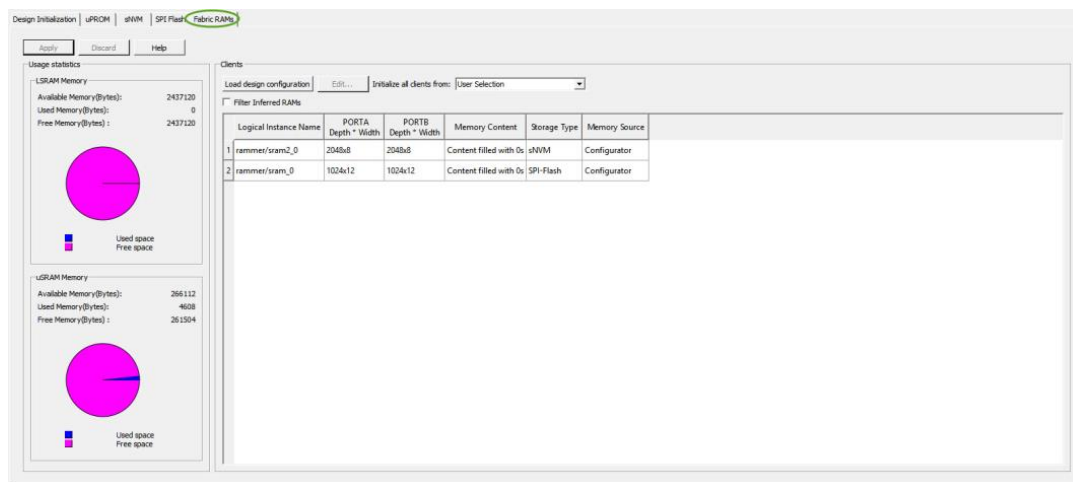 Design Initialization uPROM sNVM SPI Flash Fabric RAMs
Apply Discard Help
Usage statistics
LSRAM Memory
Available Memory(Bytes): 2437120
Used Memory(Bytes): 0
Free Memory(Bytes) : 2437120
Used space
Free space
uSRAM Memory
Available Memory(Bytes): 266112
Used Memory(Bytes): 4608
Free Memory(Bytes) : 261504
Used space
Free space
Clients
Load design configuration Edit... Initialize all clients from: User Selection
Filter Inferred RAMs
Logical Instance Name PORTA Depth * Width PORTB Depth * Width Memory Content Storage Type Memory Source
1 rammer/sram2_0 2048x8 2048x8 Content filled with 0s sNVM Configurator
2 rammer/sram_0 1024x12 1024x12 Content filled with 0s SPI-Flash Configurator